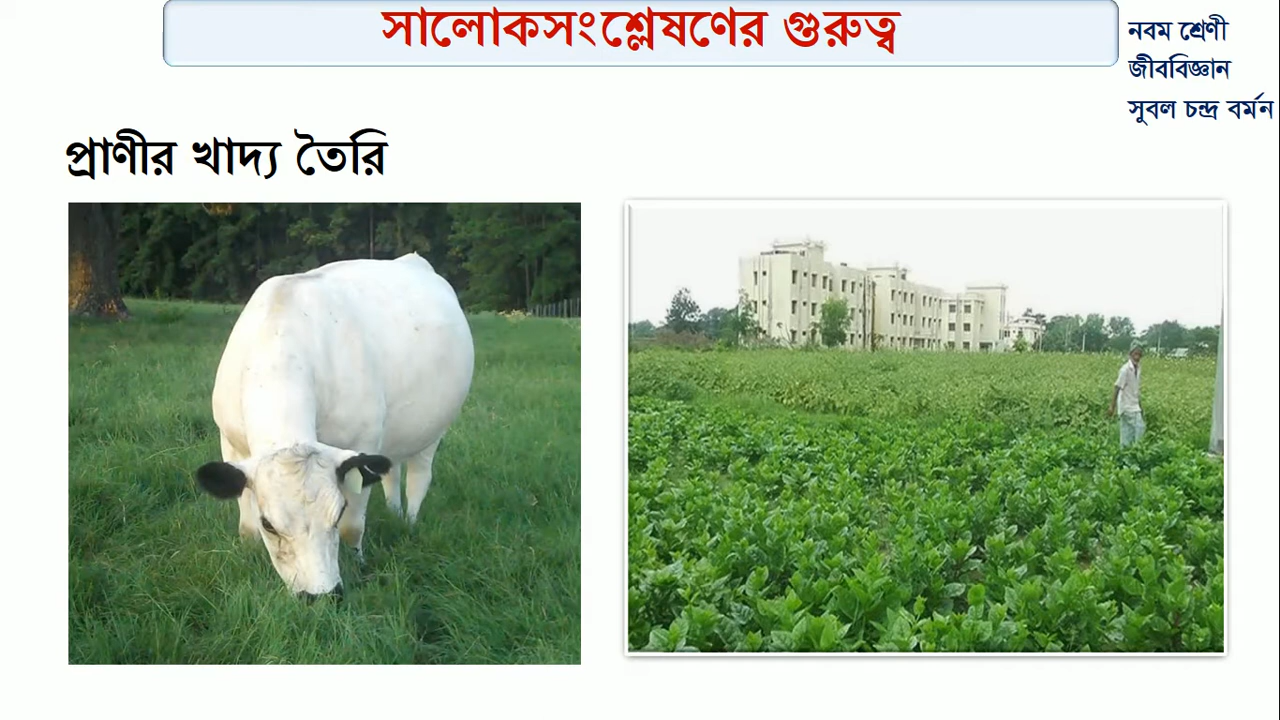 সালোকসংশ্লেষণের গুরুত্ব
নবম শ্রেণী
জীববিজ্ঞান
সুবল চন্দ্র বর্মন
প্রাণীর খাদ্য তৈরি